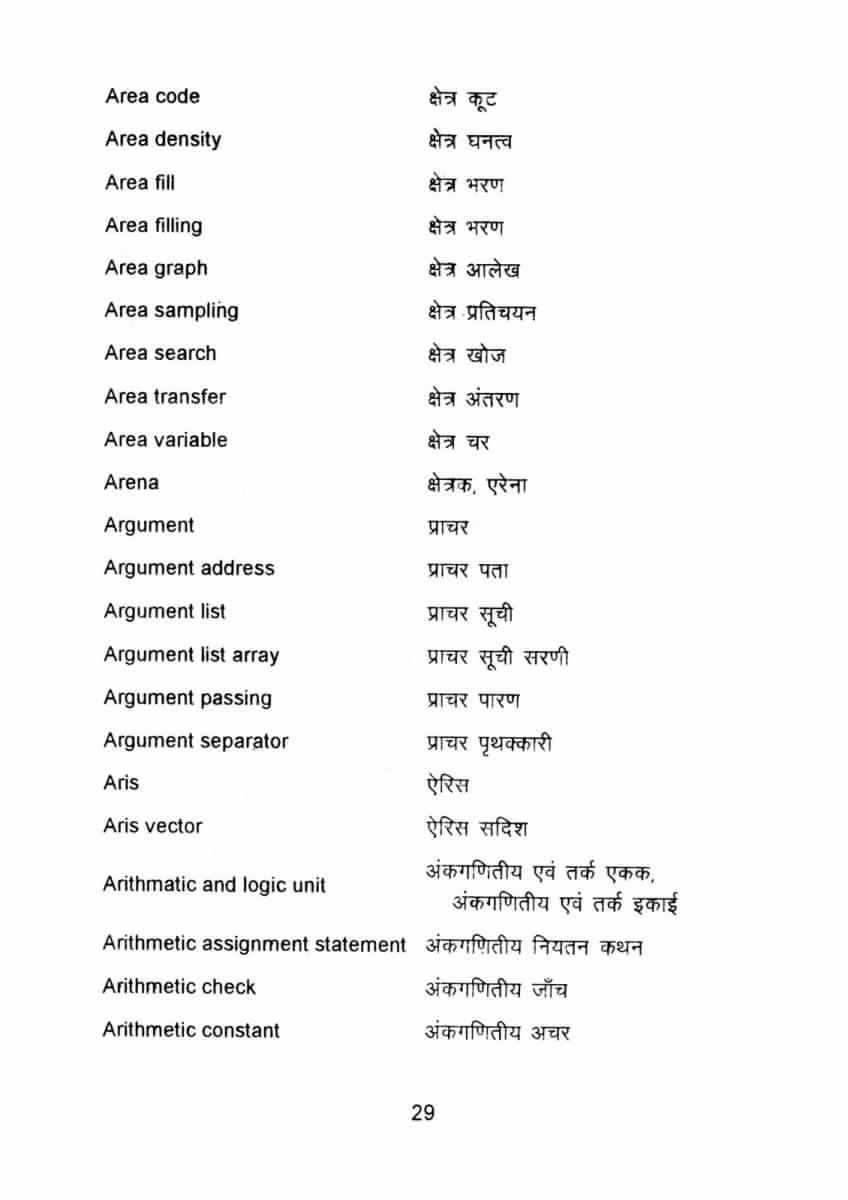 Area code क्षेत्र कूट
Area density क्षेत्र घनत्व
Area fill क्षेत्र भरण
Area filling क्षेत्र भरण
Area graph क्षेत्र आलेख
Area sampling क्षेत्र प्रतिचयन
Area search क्षेत्र खोज
Area transfer क्षेत्र अंतरण
Area variable क्षेत्र चर
Arena क्षेत्रक, एरेना
Argument प्राचर
Argument address प्राचर पता
Argument list प्राचर सूची
Argument list array प्राचर सूची सरणी
Argument passing प्राचर पारण
Argument separator प्राचर पृथक्कारी
Aris ऐरिस
Aris vector ऐरिस सदिश
Arithmatic and logic unit अंकगणितीय एवं तर्क एकक,
अंकगणितीय एवं तर्क इकाई
Arithmetic assignment statement अंकगणितीय नियतन कथन
Arithmetic check अंकगणितीय जाँच
Arithmetic constant अंकगणितीय अचर
29